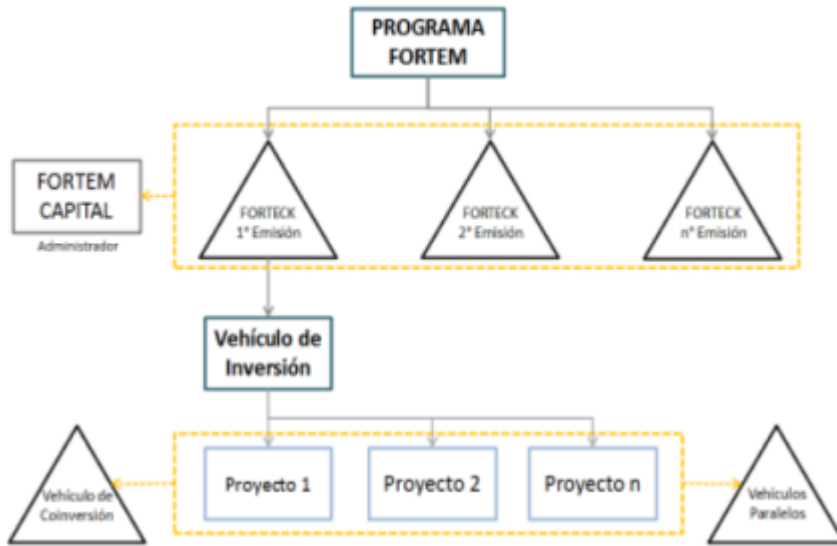 PROGRAMA
FORTEM
FORTEM
CAPITAL
Administrador
FORTECK
1° Emisión
FORTECK
2° Emisión
FORTECK
n° Emisión
Vehículo de
Inversión
Vehículo de
Coinversión
Proyecto 1
Proyecto 2
Proyecto n
Vehículos
Paralelos